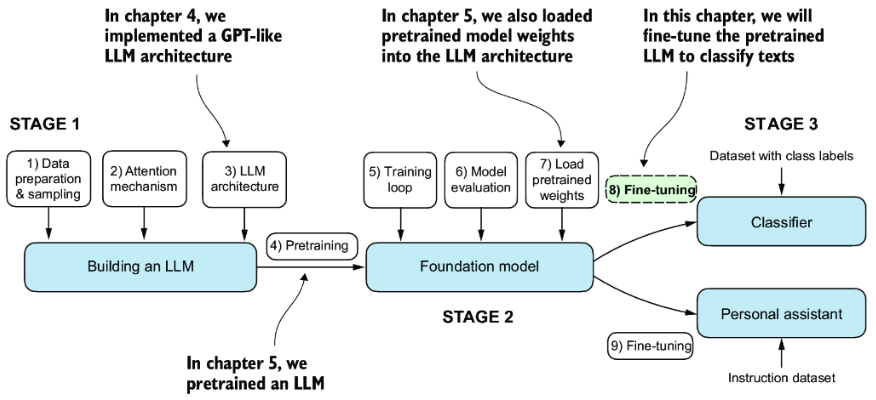 In chapter 4, we
implemented a GPT-like
LLM architecture
In chapter 5, we also loaded
pretrained model weights
into the LLM architecture
In this chapter, we will
fine-tune the pretrained
LLM to classify texts
STAGE 1
STAGE 3
1) Data
preparation
& sampling
2) Attention
mechanism
3) LLM
architecture
5) Training
loop
6) Model
evaluation
7) Load
pretrained
weights
8) Fine-tuning
Dataset with class labels
Classifier
4) Pretraining
Building an LLM
Foundation model
STAGE 2
Personal assistant
9) Fine-tuning
Instruction dataset
In chapter 5, we
pretrained an LLM